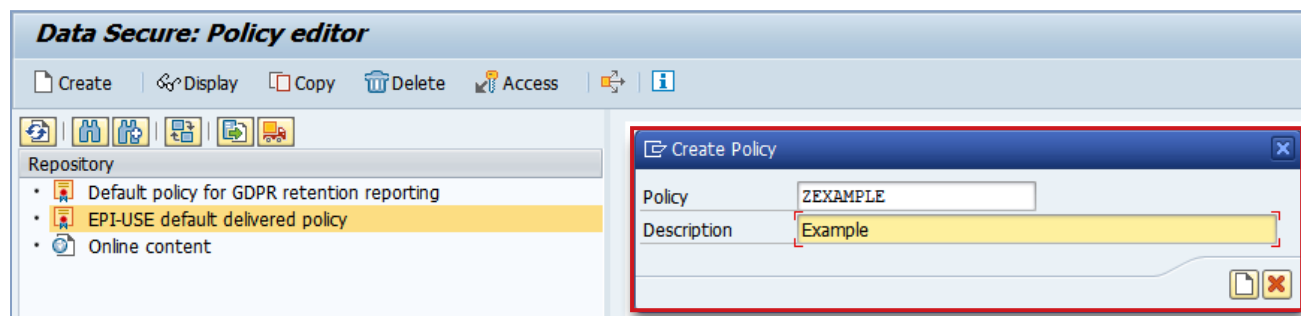 Data Secure: Policy editor
Create Display Copy Delete Access
Repository
Default policy for GDPR retention reporting
EPI-USE default delivered policy
Online content
Create Policy
Policy ZEXAMPLE
Description Example